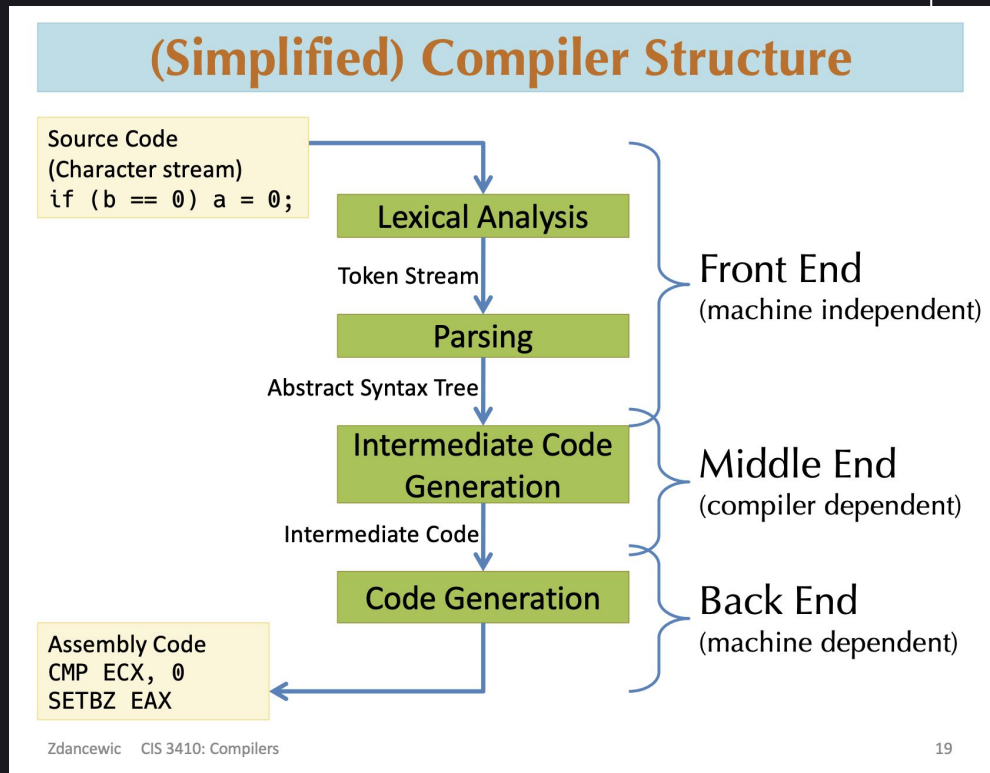 (Simplified) Compiler Structure
Source Code
(Character stream)
if (b == 0) a = 0;
Lexical Analysis
Token Stream
Parsing
Abstract Syntax Tree
Intermediate Code
Generation
Intermediate Code
Code Generation
Assembly Code
CMP ECX, 0
SETBZ EAX
Front End
(machine independent)
Middle End
(compiler dependent)
Back End
(machine dependent)
Zdancewic CIS 3410: Compilers
19